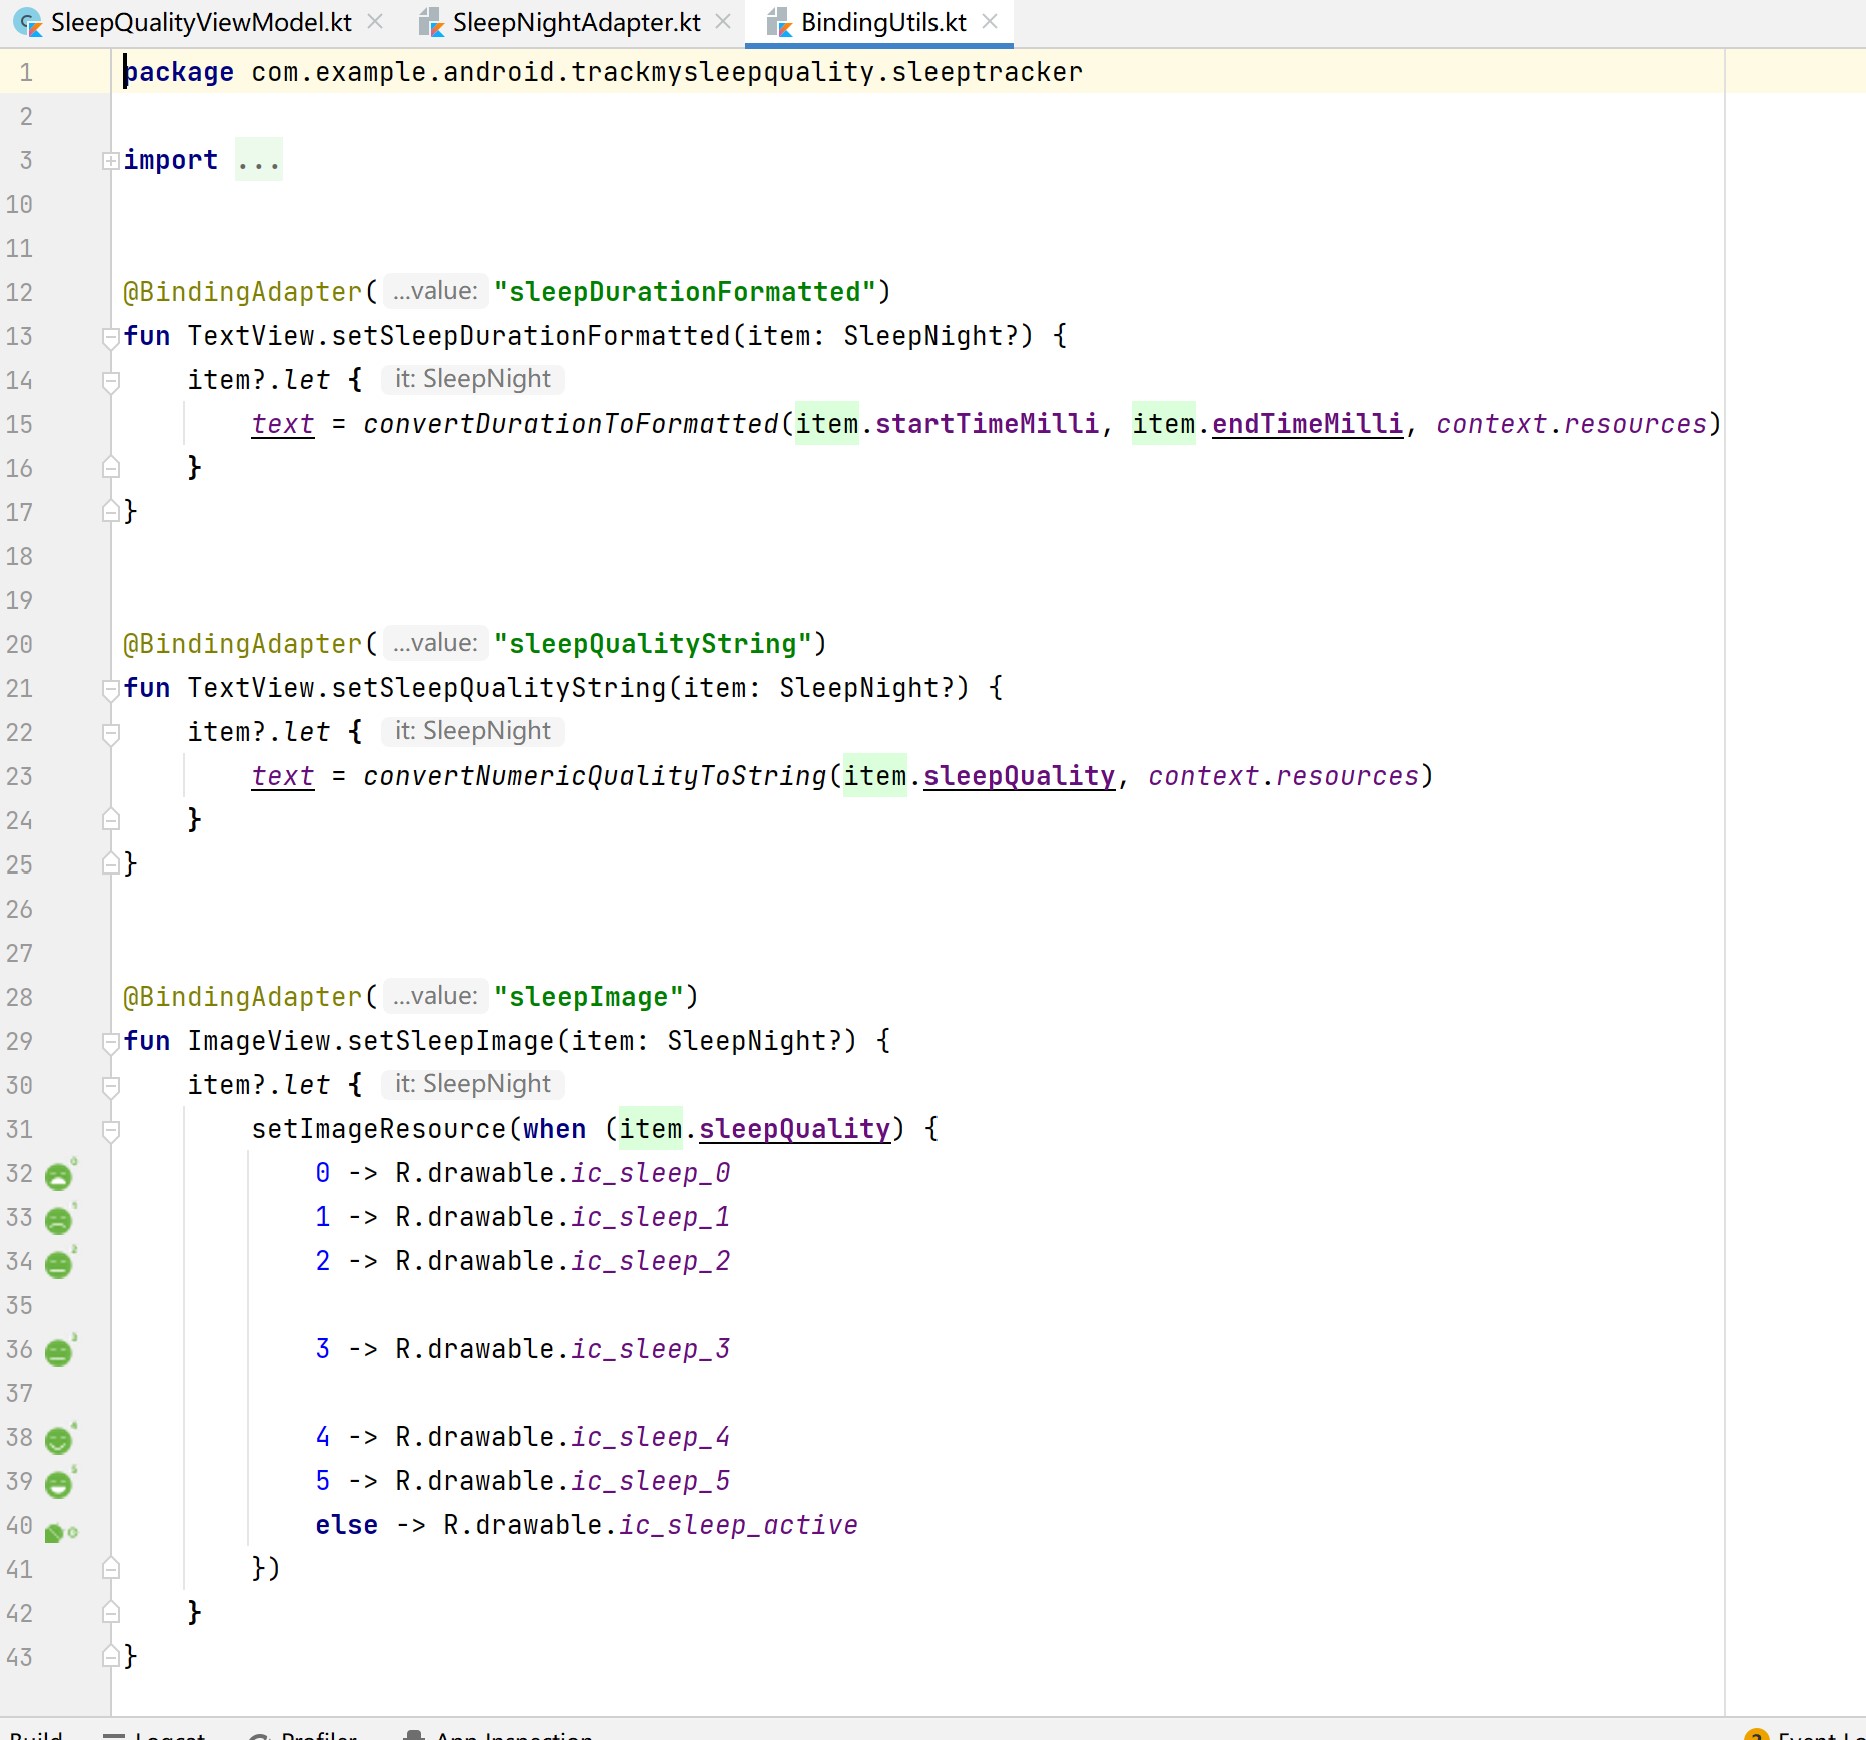 SleepQualityViewModel.kt SleepNightAdapter.kt BindingUtils.kt
1 package com.example.android.trackmysleepquality.sleeptracker
2
3 import ...
10
11
12 @BindingAdapter( ...value: "sleepDurationFormatted")
13 fun TextView.setSleepDurationFormatted(item: SleepNight?) {
14 item?.let { it: SleepNight
15 text = convertDurationToFormatted(item.startTimeMilli, item.endTimeMilli, context.resources)
16 }
17 }
18
19
20 @BindingAdapter( ...value: "sleepQualityString")
21 fun TextView.setSleepQualityString(item: SleepNight?) {
22 item?.let { it: SleepNight
23 text = convertNumericQualityToString(item.sleepQuality, context.resources)
24 }
25 }
26
27
28 @BindingAdapter( ...value: "sleepImage")
29 fun ImageView.setSleepImage(item: SleepNight?) {
30 item?.let { it: SleepNight
31 setImageResource(when (item.sleepQuality) {
32 0 -> R.drawable.ic_sleep_0
33 1 -> R.drawable.ic_sleep_1
34 2 -> R.drawable.ic_sleep_2
35
36 3 -> R.drawable.ic_sleep_3
37
38 4 -> R.drawable.ic_sleep_4
39 5 -> R.drawable.ic_sleep_5
40 else -> R.drawable.ic_sleep_active
41 })
42 }
43 }
Build Logcat Profiler App Inspection Event